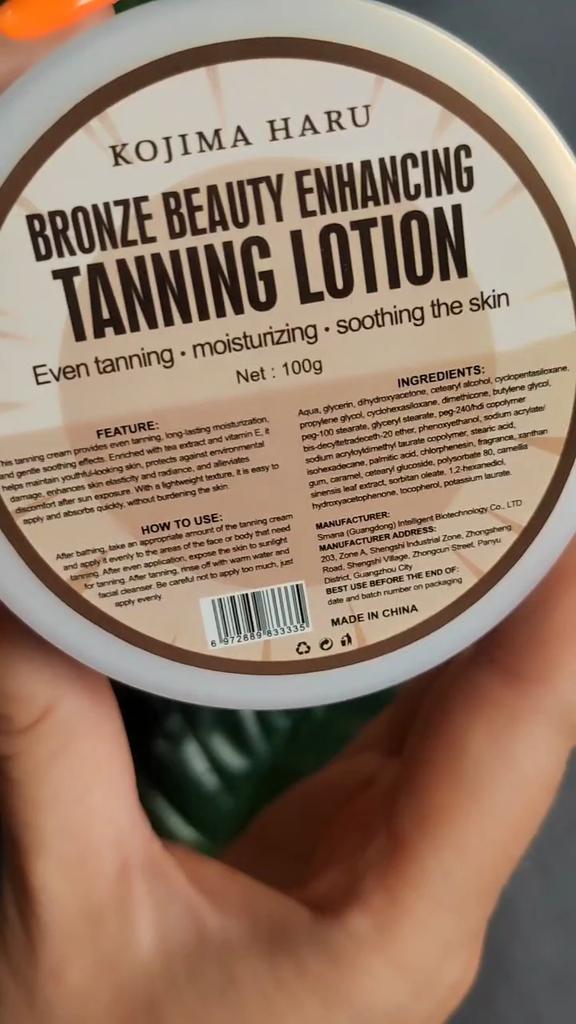 KOJIMA HARU
BRONZE BEAUTY ENHANCING
TANNING LOTION
Even tanning • moisturizing • soothing the skin
Net : 100g
FEATURE:
This tanning cream provides even tanning, long-lasting moisturization,
and gentle soothing effects. Enriched with tea extract and vitamin E, it
helps maintain youthful-looking skin, protects against environmental
damage, enhances skin elasticity and radiance, and alleviates
discomfort after sun exposure. With a lightweight texture, it is easy to
apply and absorbs quickly, without burdening the skin.
HOW TO USE:
After bathing, take an appropriate amount of the tanning cream
and apply it evenly to the areas of the face or body that need
tanning. After even application, expose the skin to sunlight
for tanning. After tanning, rinse off with warm water and
facial cleanser. Be careful not to apply too much, just
apply evenly.
6 972889 833335
INGREDIENTS:
Aqua, glycerin, dihydroxyacetone, cetearyl alcohol, cyclopentasiloxane,
propylene glycol, cyclohexasiloxane, dimethicone, butylene glycol,
peg-100 stearate, glyceryl stearate, peg-240/hdi copolymer
bis-decyltetradeceth-20 ether, phenoxyethanol, sodium acrylate/
sodium acryloyldimethyl taurate copolymer, stearic acid,
isohexadecane, palmitic acid, chlorphenesin, fragrance, xanthan
gum, caramel, cetearyl glucoside, polysorbate 80, camellia
sinensis leaf extract, sorbitan oleate, 1,2-hexanediol,
hydroxyacetophenone, tocopherol, potassium laurate.
MANUFACTURER:
Smana (Guangdong) Intelligent Biotechnology Co., LTD
MANUFACTURER ADDRESS:
203, Zone A, Shengshi Industrial Zone, Zhongsheng
Road, Shengshi Village, Zhongcun Street, Panyu
District, Guangzhou City
BEST USE BEFORE THE END OF:
date and batch number on packaging
MADE IN CHINA